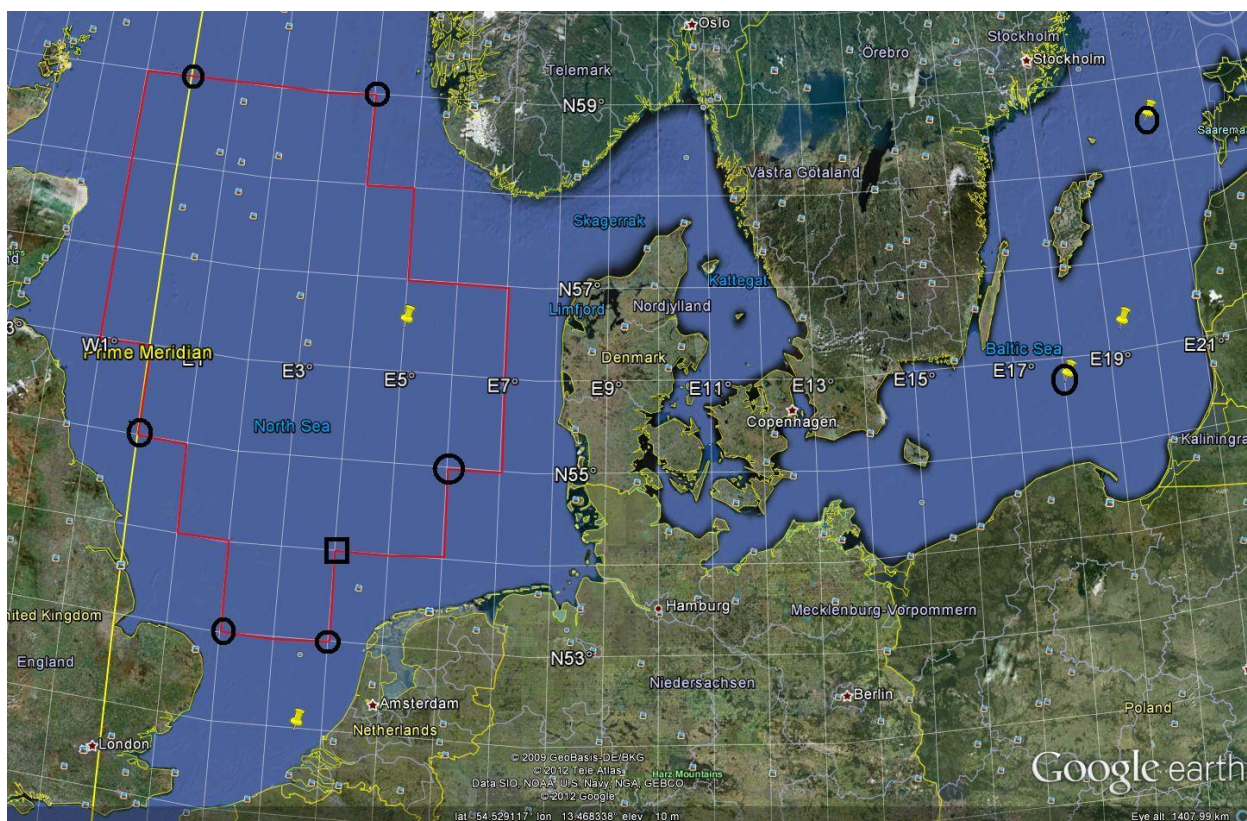 Oslo
Stockholm
Örebro
Stockholm
Telemark
N59°
Saarema
Västra Götaland
Skagerrak
Kattegat
N57°
Nordjylland
Limfjord
3°
W1°
Prime Meridian
E1°
E3°
E5°
E7°
E9°
Denmark
E11°
E13°
E15°
Baltic Sea
E17°
E19°
E21°
Copenhagen
North Sea
Kaliningra
N55°
nited Kingdom
Hamburg
Mecklenburg-Vorpommern
England
N53°
Niedersachsen
Berlin
Amsterdam
Netherlands
Poland
London
© 2009 GeoBasis-DE/BKG
© 2012 Tele Atlas
Data SIO, NOAA, U.S. Navy, NGA, GEBCO
© 2012 Google
Harz Mountains
Google earth
lat 54.529117° lon 13.468338° elev 10 m
Eye alt 1407.99 km